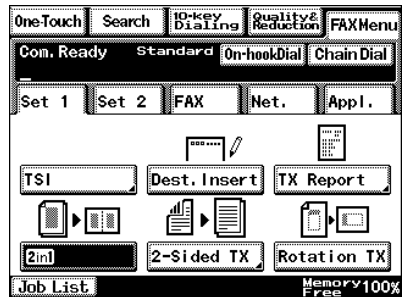 One-Touch Search 10-key Dialing Quality& Reduction FAX Menu
Com. Ready Standard On-hookDial Chain Dial
Set 1 Set 2 FAX Net. Appl.
TSI Dest. Insert TX Report
2in1 2-Sided TX Rotation TX
Job List Memory Free 100%